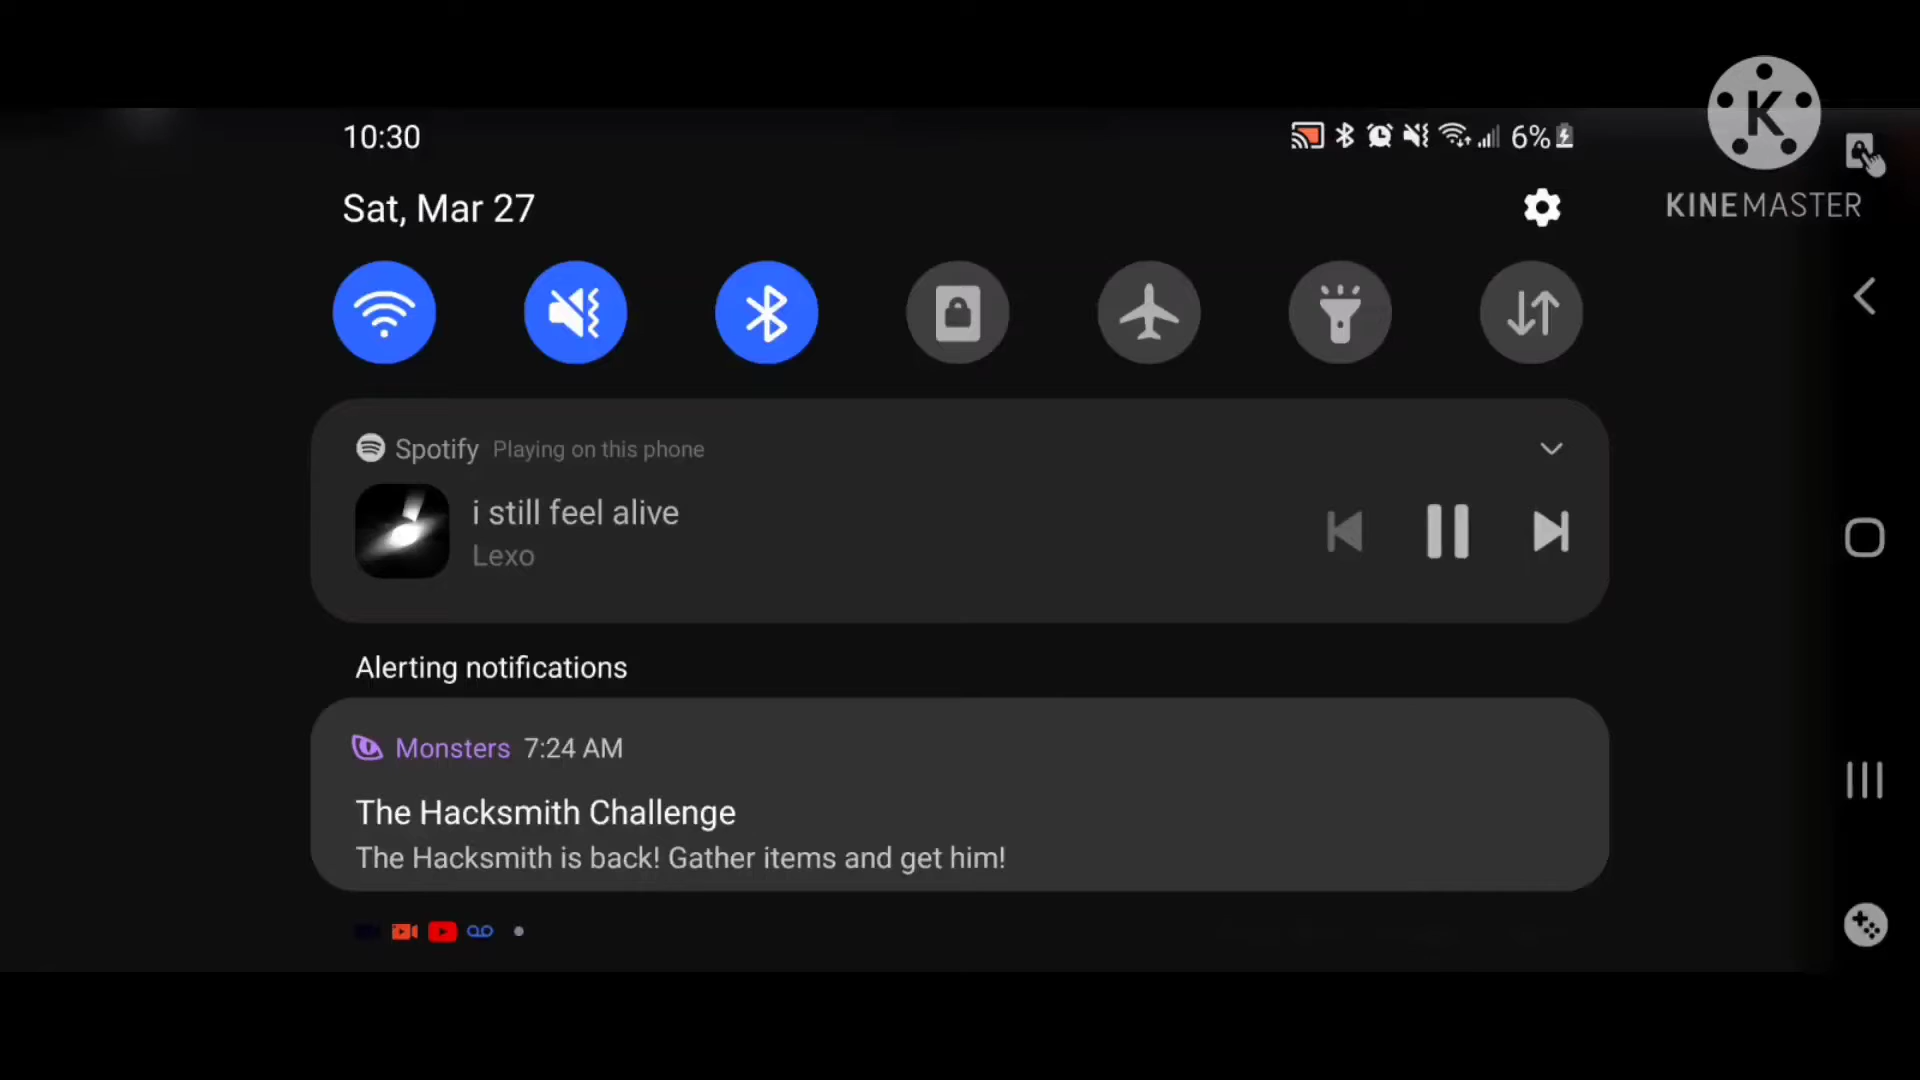 10:30
6%
K
KINEMASTER
Sat, Mar 27
Spotify Playing on this phone
i still feel alive
Lexo
Alerting notifications
Monsters 7:24 AM
The Hacksmith Challenge
The Hacksmith is back! Gather items and get him!